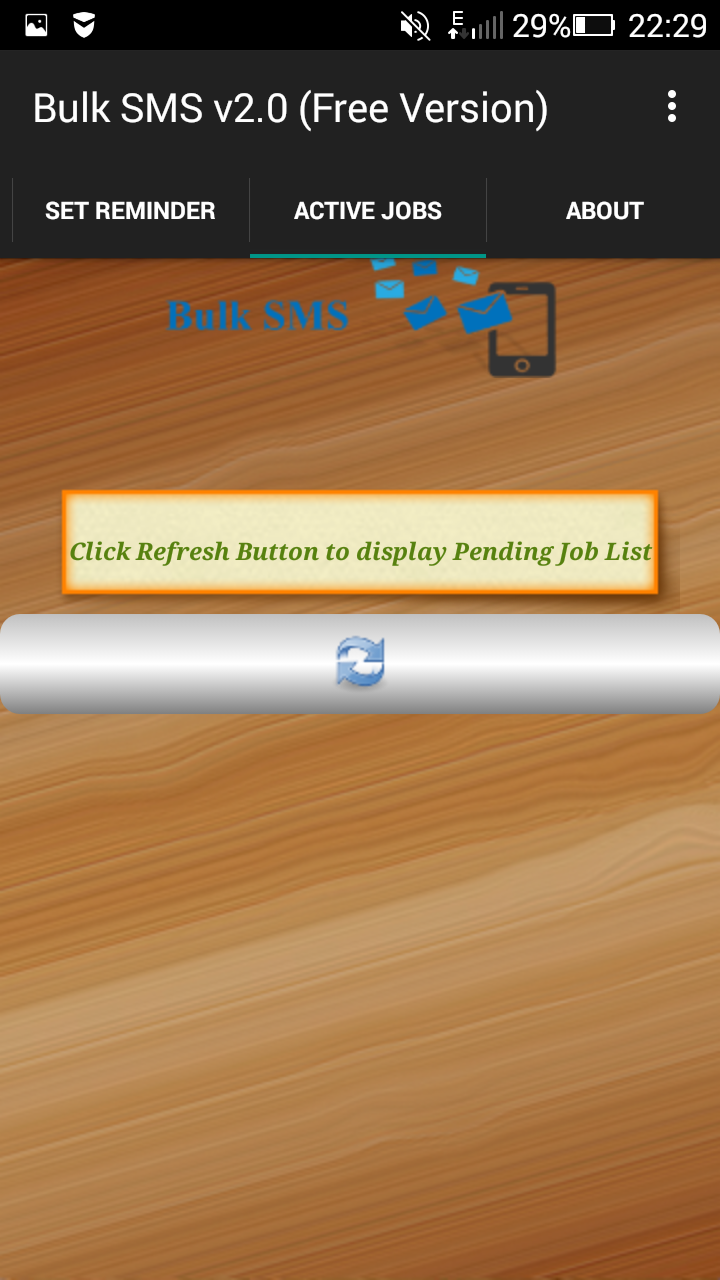 E 29% 22:29
Bulk SMS v2.0 (Free Version)
SET REMINDER ACTIVE JOBS ABOUT
Bulk SMS
Click Refresh Button to display Pending Job List